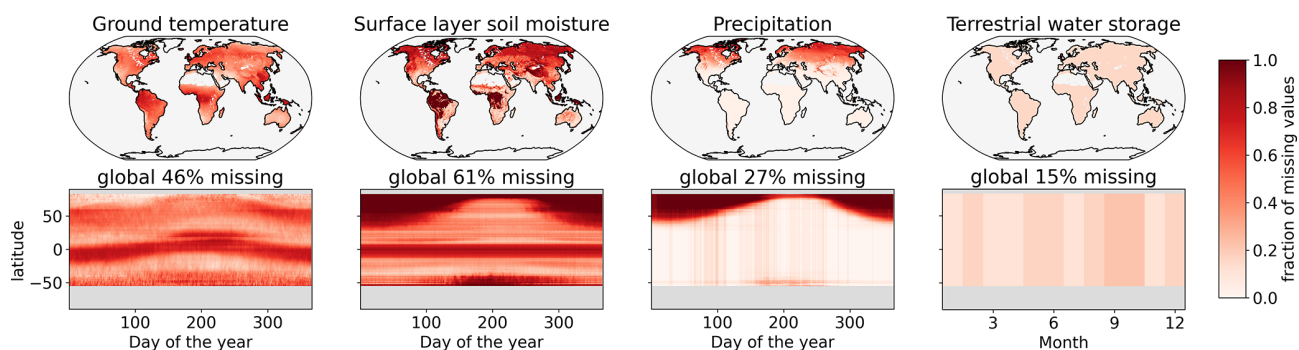 Ground temperature
Surface layer soil moisture
Precipitation
Terrestrial water storage
global 46% missing
global 61% missing
global 27% missing
global 15% missing
latitude
50
0
−50
100 200 300
Day of the year
100 200 300
Day of the year
100 200 300
Day of the year
3 6 9 12
Month
1.0
0.8
0.6
0.4
0.2
0.0
fraction of missing values